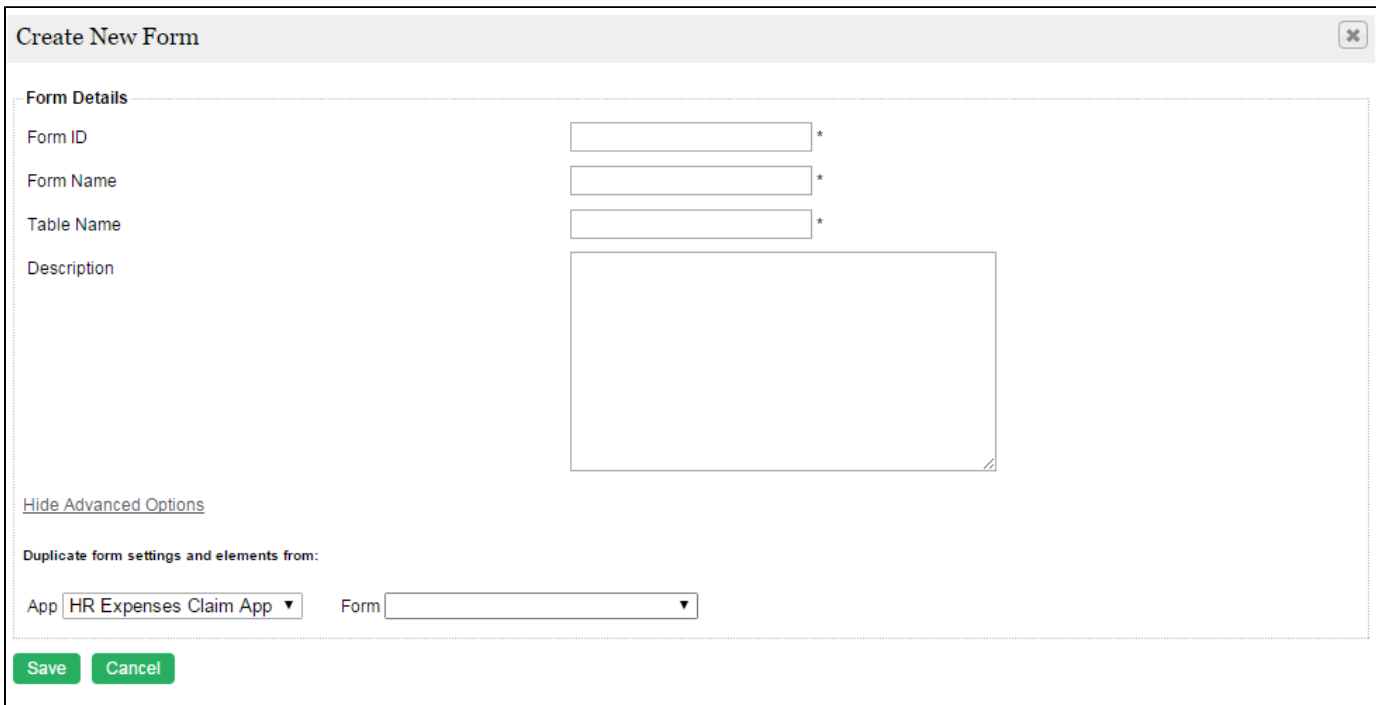 Create New Form
Form Details
Form ID *
Form Name *
Table Name *
Description
Hide Advanced Options
Duplicate form settings and elements from:
App HR Expenses Claim App ▼ Form ▼
Save Cancel